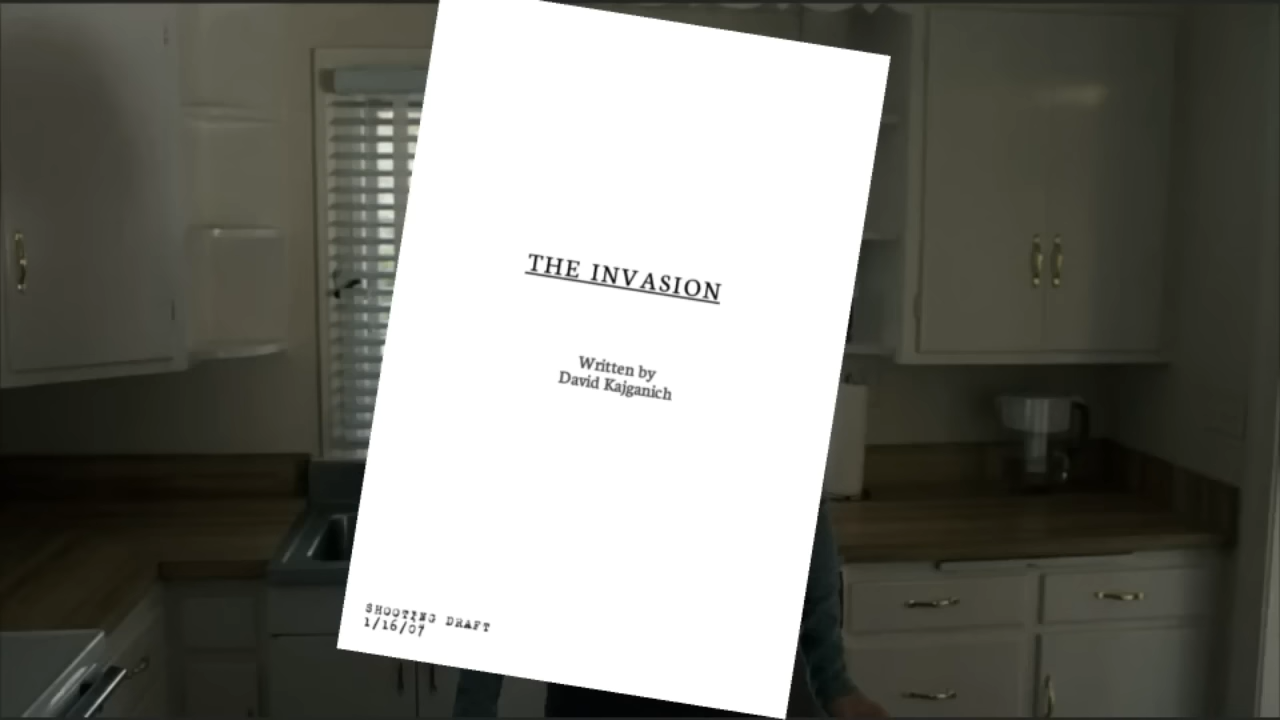 THE INVASION
Written by
David Kajganich
SHOOTING DRAFT
1/16/07